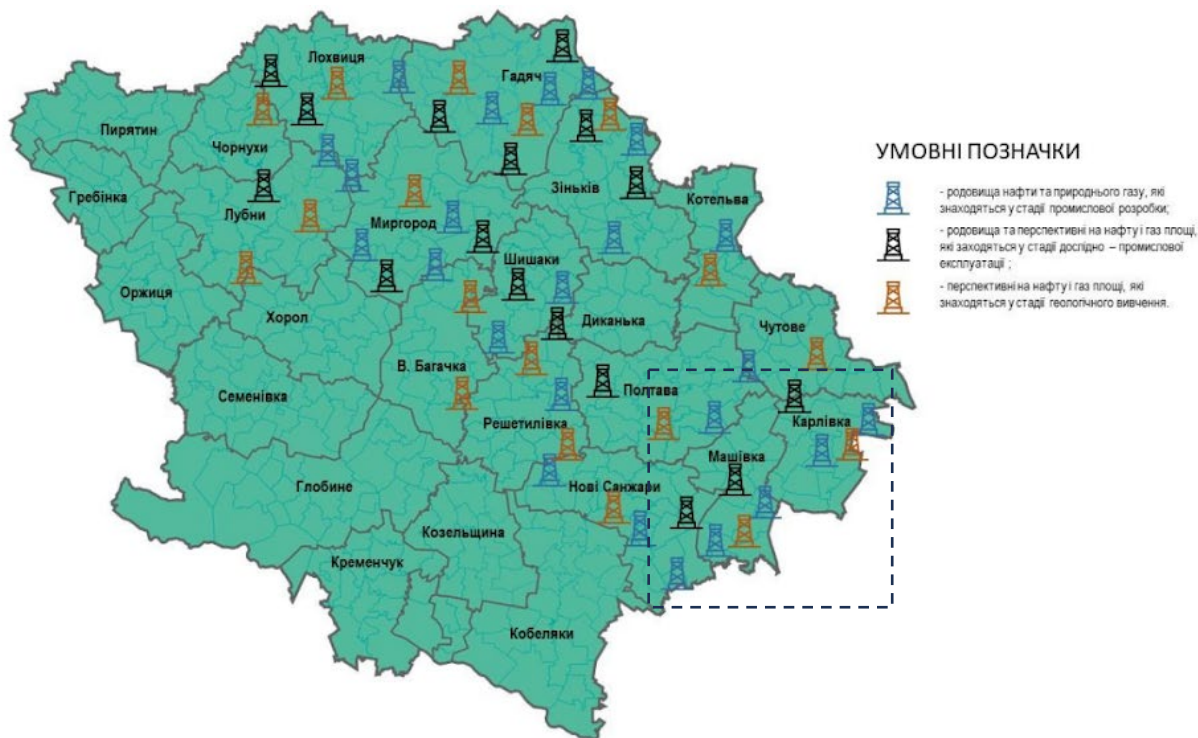 Лохвиця
Гадяч
Пирятин
Чорнухи
Гребінка
Зіньків
Котельва
Лубни
Миргород
Шишаки
Оржиця
Хорол
Диканька
Чутове
В. Багачка
Семенівка
Полтава
Решетилівка
Карлівка
Машівка
Глобине
Нові Санжари
Козельщина
Кременчук
Кобеляки
УМОВНІ ПОЗНАЧКИ
- родовища нафти та природнього газу, які
знаходяться у стадії промислової розробки;
- родовища та перспективні на нафту і газ площі,
які заходяться у стадії дослідно – промислової
експлуатації ;
- перспективні на нафту і газ площі, які
знаходяться у стадії геологічного вивчення.